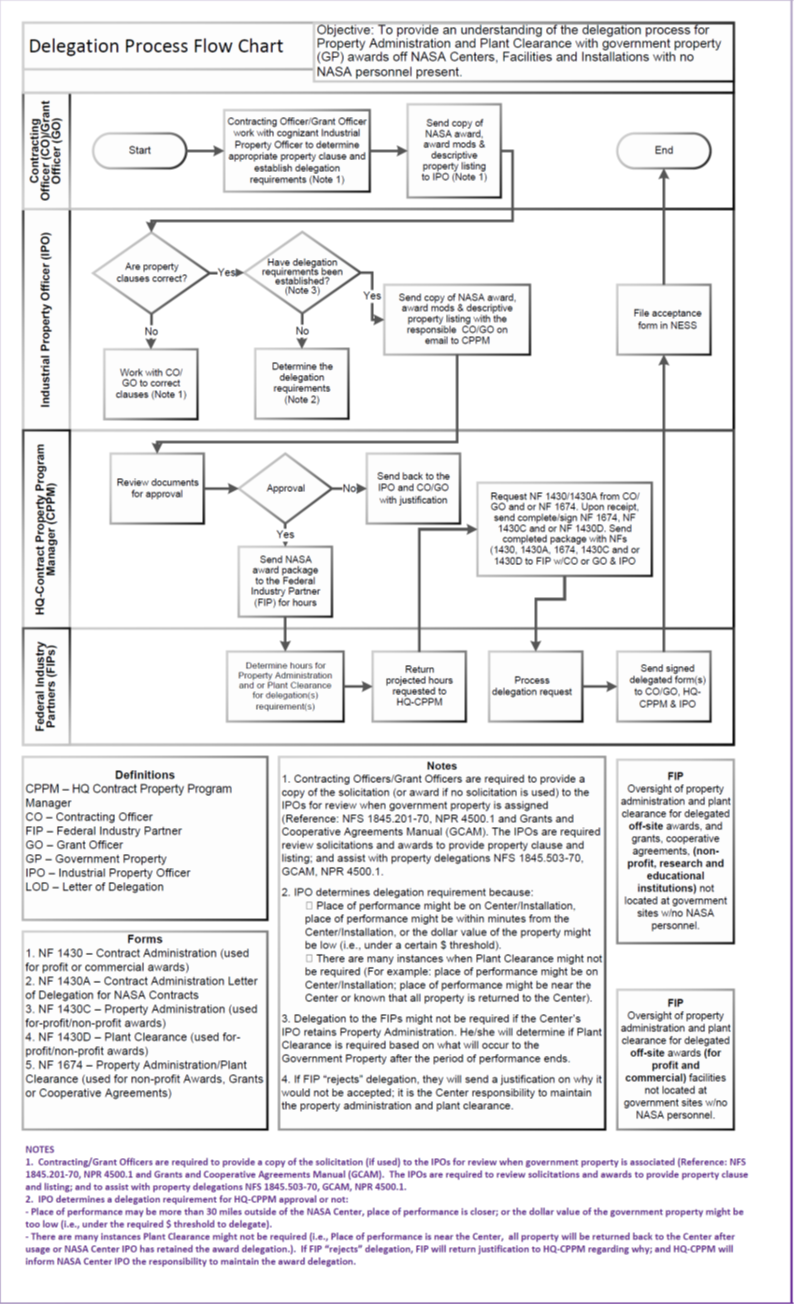 Delegation Process Flow Chart
Objective: To provide an understanding of the delegation process for
Property Administration and Plant Clearance with government property
(GP) awards off NASA Centers, Facilities and Installations with no
NASA personnel present.
Contracting
Officer (CO)/Grant
Officer (GO)
Start
Contracting Officer/Grant Officer
work with cognizant Industrial
Property Officer to determine
appropriate property clause and
establish delegation
requirements (Note 1)
Send copy of
NASA award,
award mods &
descriptive
property listing
to IPO (Note 1)
End
Industrial Property Officer (IPO)
Are property
clauses correct?
Yes
Have delegation
requirements been
established?
(Note 3)
Yes
Send copy of NASA award,
award mods & descriptive
property listing with the
responsible CO/GO on
email to CPPM
File acceptance
form in NESS
No
No
Work with CO/
GO to correct
clauses (Note 1)
Determine the
delegation
requirements
(Note 2)
HQ-Contract Property Program
Manager (CPPM)
Review documents
for approval
Approval
No
Send back to the
IPO and CO/GO
with justification
Request NF 1430/1430A from CO/
GO and or NF 1674. Upon receipt,
send complete/sign NF 1674, NF
1430C and or NF 1430D. Send
completed package with NFs
(1430, 1430A, 1674, 1430C and or
1430D to FIP w/CO or GO & IPO
Yes
Send NASA
award package
to the Federal
Industry Partner
(FIP) for hours
Federal Industry
Partners (FIPs)
Determine hours for
Property Administration
and or Plant Clearance
for delegation(s)
requirement(s)
Return
projected hours
requested to
HQ-CPPM
Process
delegation request
Send signed
delegated form(s)
to CO/GO, HQ-
CPPM & IPO
Definitions
CPPM – HQ Contract Property Program
Manager
CO – Contracting Officer
FIP – Federal Industry Partner
GO – Grant Officer
GP – Government Property
IPO – Industrial Property Officer
LOD – Letter of Delegation
Forms
1. NF 1430 – Contract Administration (used
for profit or commercial awards)
2. NF 1430A – Contract Administration Letter
of Delegation for NASA Contracts
3. NF 1430C – Property Administration (used
for-profit/non-profit awards)
4. NF 1430D – Plant Clearance (used for-
profit/non-profit awards)
5. NF 1674 – Property Administration/Plant
Clearance (used for non-profit Awards, Grants
or Cooperative Agreements)
Notes
1. Contracting Officers/Grant Officers are required to provide a
copy of the solicitation (or award if no solicitation is used) to the
IPOs for review when government property is assigned
(Reference: NFS 1845.201-70, NPR 4500.1 and Grants and
Cooperative Agreements Manual (GCAM). The IPOs are required
review solicitations and awards to provide property clause and
listing; and assist with property delegations NFS 1845.503-70,
GCAM, NPR 4500.1.
2. IPO determines delegation requirement because:
□ Place of performance might be on Center/Installation,
place of performance might be within minutes from the
Center/Installation, or the dollar value of the property might
be low (i.e., under a certain $ threshold).
□ There are many instances when Plant Clearance might not
be required (For example: place of performance might be on
Center/Installation; place of performance might be near the
Center or known that all property is returned to the Center).
3. Delegation to the FIPs might not be required if the Center's
IPO retains Property Administration. He/she will determine if Plant
Clearance is required based on what will occur to the
Government Property after the period of performance ends.
4. If FIP "rejects" delegation, they will send a justification on why it
would not be accepted; it is the Center responsibility to maintain
the property administration and plant clearance.
FIP
Oversight of property
administration and plant
clearance for delegated
off-site awards, and
grants, cooperative
agreements, (non-
profit, research and
educational
institutions) not
located at government
sites w/no NASA
personnel.
FIP
Oversight of property
administration and plant
clearance for delegated
off-site awards (for
profit and
commercial) facilities
not located at
government sites w/no
NASA personnel.
NOTES
1. Contracting/Grant Officers are required to provide a copy of the solicitation (if used) to the IPOs for review when government property is associated (Reference: NFS
1845.201-70, NPR 4500.1 and Grants and Cooperative Agreements Manual (GCAM). The IPOs are required to review solicitations and awards to provide property clause
and listing; and to assist with property delegations NFS 1845.503-70, GCAM, NPR 4500.1.
2. IPO determines a delegation requirement for HQ-CPPM approval or not:
- Place of performance may be more than 30 miles outside of the NASA Center, place of performance is closer; or the dollar value of the government property might be
too low (i.e., under the required $ threshold to delegate).
- There are many instances Plant Clearance might not be required (i.e., Place of performance is near the Center, all property will be returned back to the Center after
usage or NASA Center IPO has retained the award delegation.). If FIP "rejects" delegation, FIP will return justification to HQ-CPPM regarding why; and HQ-CPPM will
inform NASA Center IPO the responsibility to maintain the award delegation.